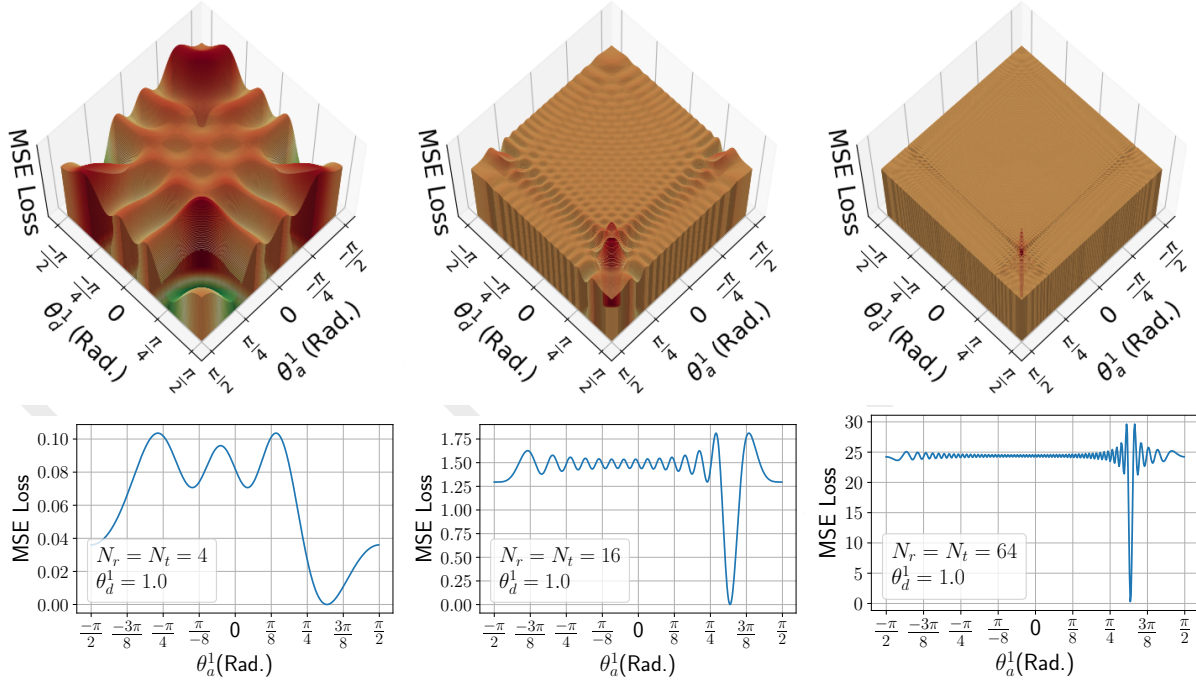 MSE Loss
−π/2
−π/4
0
π/4
π/2
θ_d^1 (Rad.)
−π/2
−π/4
0
π/4
π/2
θ_a^1 (Rad.)
MSE Loss
−π/2
−π/4
0
π/4
π/2
θ_d^1 (Rad.)
−π/2
−π/4
0
π/4
π/2
θ_a^1 (Rad.)
MSE Loss
−π/2
−π/4
0
π/4
π/2
θ_d^1 (Rad.)
−π/2
−π/4
0
π/4
π/2
θ_a^1 (Rad.)
MSE Loss
0.10
0.08
0.06
0.04
0.02
0.00
N_r = N_t = 4
θ_d^1 = 1.0
−π/2 −3π/8 −π/4 π/−8 0 π/8 π/4 3π/8 π/2
θ_a^1(Rad.)
MSE Loss
1.75
1.50
1.25
1.00
0.75
0.50
0.25
0.00
N_r = N_t = 16
θ_d^1 = 1.0
−π/2 −3π/8 −π/4 π/−8 0 π/8 π/4 3π/8 π/2
θ_a^1(Rad.)
MSE Loss
30
25
20
15
10
5
0
N_r = N_t = 64
θ_d^1 = 1.0
−π/2 −3π/8 −π/4 π/−8 0 π/8 π/4 3π/8 π/2
θ_a^1(Rad.)